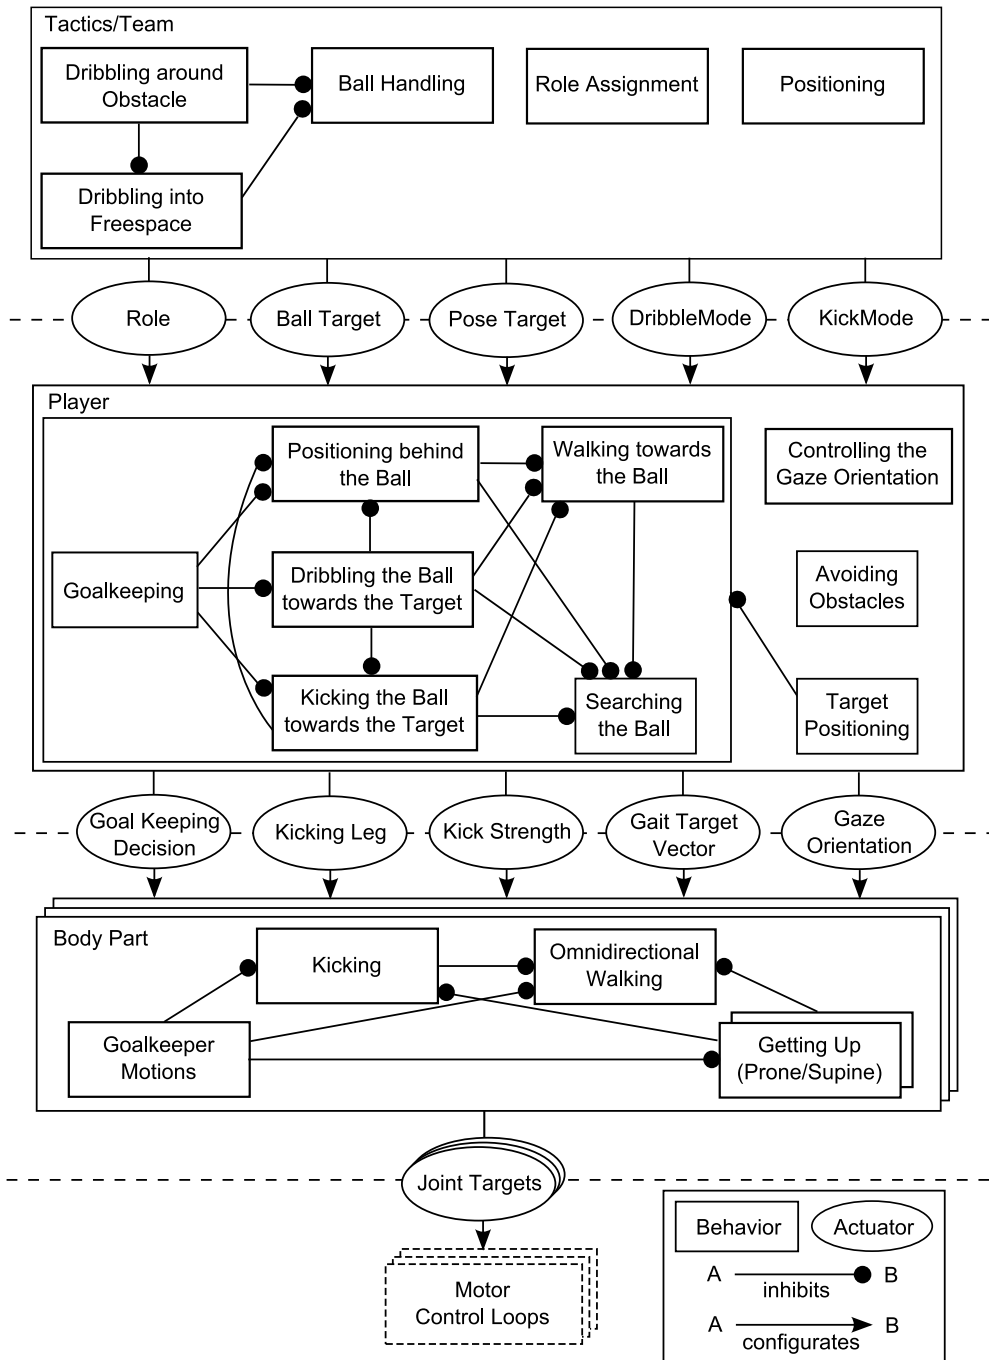 Tactics/Team
Dribbling around
Obstacle
Ball Handling
Role Assignment
Positioning
Dribbling into
Freespace
Role
Ball Target
Pose Target
DribbleMode
KickMode
Player
Positioning behind
the Ball
Walking towards
the Ball
Controlling the
Gaze Orientation
Goalkeeping
Dribbling the Ball
towards the Target
Avoiding
Obstacles
Kicking the Ball
towards the Target
Searching
the Ball
Target
Positioning
Goal Keeping
Decision
Kicking Leg
Kick Strength
Gait Target
Vector
Gaze
Orientation
Body Part
Kicking
Omnidirectional
Walking
Goalkeeper
Motions
Getting Up
(Prone/Supine)
Joint Targets
Motor
Control Loops
Behavior
Actuator
A inhibits B
A configurates B